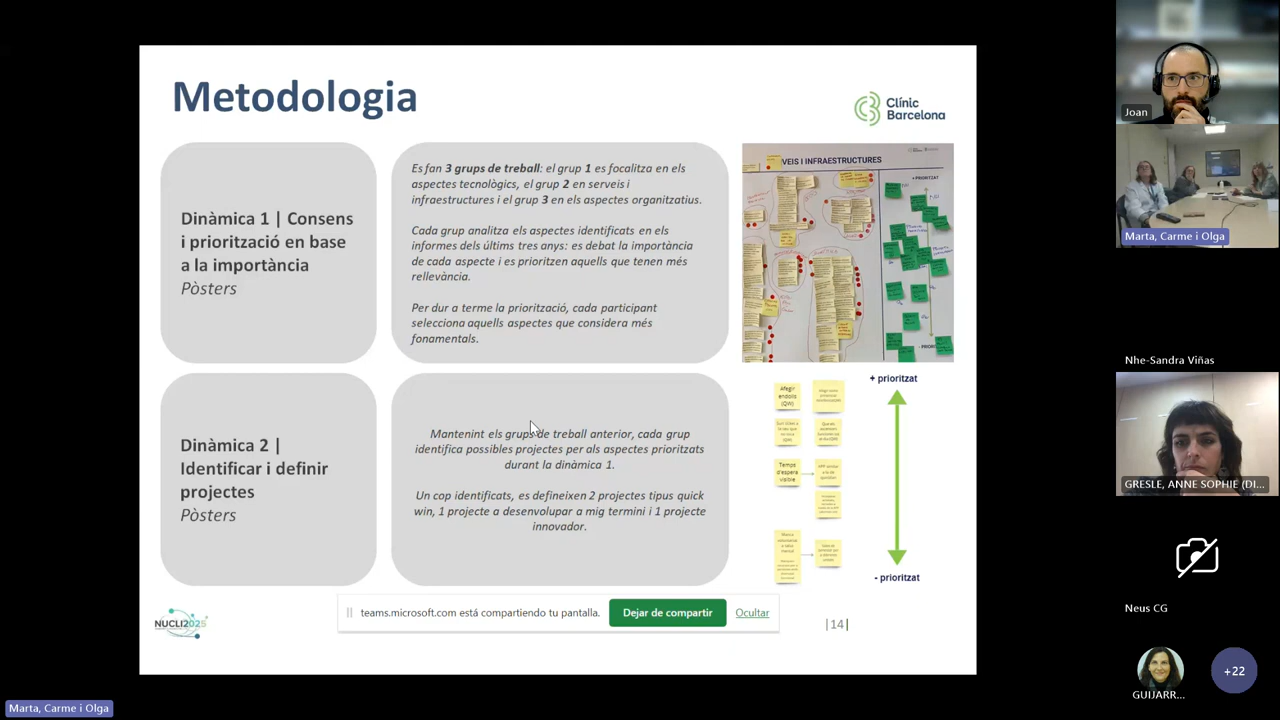 Metodologia
Clínic
Barcelona
Dinàmica 1 | Consens
i priorització en base
a la importància
Pòsters
Es fan 3 grups de treball: el grup 1 es focalitza en els
aspectes tecnològics, el grup 2 en serveis i
infraestructures i el grup 3 en els aspectes organitzatius.
Cada grup analitza els aspectes identificats en els
informes dels últims tres anys: es debat la importància
de cada aspecte i es prioritzen aquells que tenen més
rellevància.
Per dur a terme la priorització, cada participant
selecciona aquells aspectes que considera més
fonamentals.
VEIS I INFRAESTRUCTURES
+ PRIORITZAT
- PRIORITZAT
Dinàmica 2 |
Identificar i definir
projectes
Pòsters
Mantenint els grups de treball anterior, cada grup
identifica possibles projectes per als aspectes prioritzats
durant la dinàmica 1.
Un cop identificats, es defineixen 2 projectes tipus quick
win, 1 projecte a desenvolupar a mig termini i 1 projecte
innovador.
+ prioritzat
Afegir
endolls
(QW)
Temps
d'espera
visible
- prioritzat
teams.microsoft.com está compartiendo tu pantalla.
Dejar de compartir
Ocultar
NUCLI2025
|14|
Joan
Marta, Carme i Olga
Nhe-Sandra Viñas
GRESLE, ANNE SOPHIE (DI...
Neus CG
GUIJARR...
+22
Marta, Carme i Olga